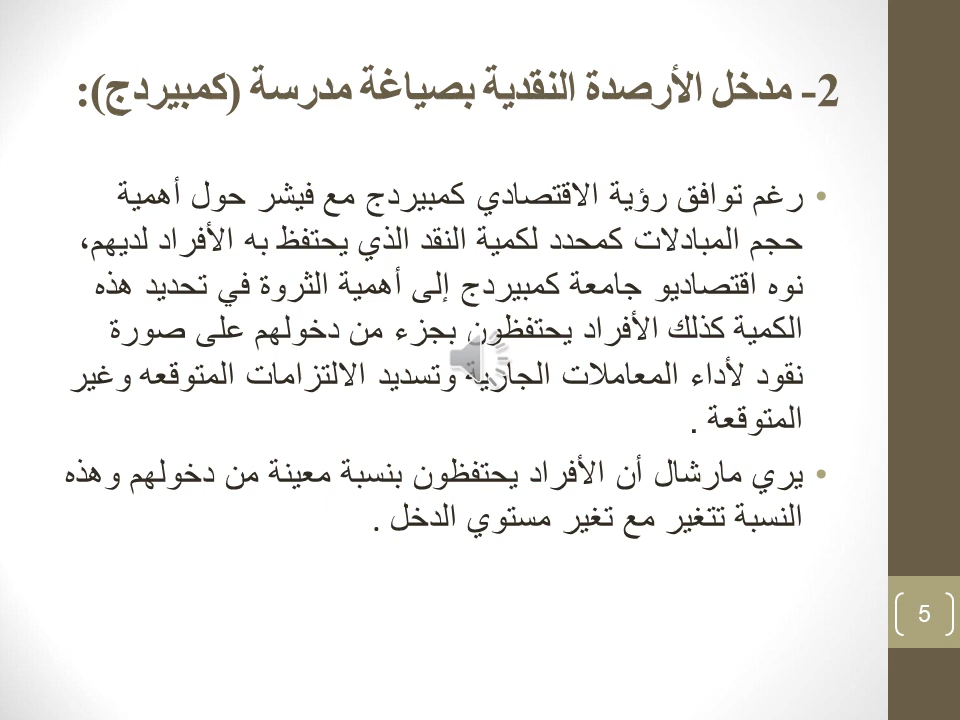 2- مدخل الأرصدة النقدية بصياغة مدرسة (كمبيردج):
• رغم توافق رؤية الاقتصادي كمبيردج مع فيشر حول أهمية
حجم المبادلات كمحدد لكمية النقد الذي يحتفظ به الأفراد لديهم،
نوه اقتصاديو جامعة كمبيردج إلى أهمية الثروة في تحديد هذه
الكمية كذلك الأفراد يحتفظون بجزء من دخولهم على صورة
نقود لأداء المعاملات الجارية وتسديد الالتزامات المتوقعه وغير
المتوقعة .
• يري مارشال أن الأفراد يحتفظون بنسبة معينة من دخولهم وهذه
النسبة تتغير مع تغير مستوي الدخل .
5